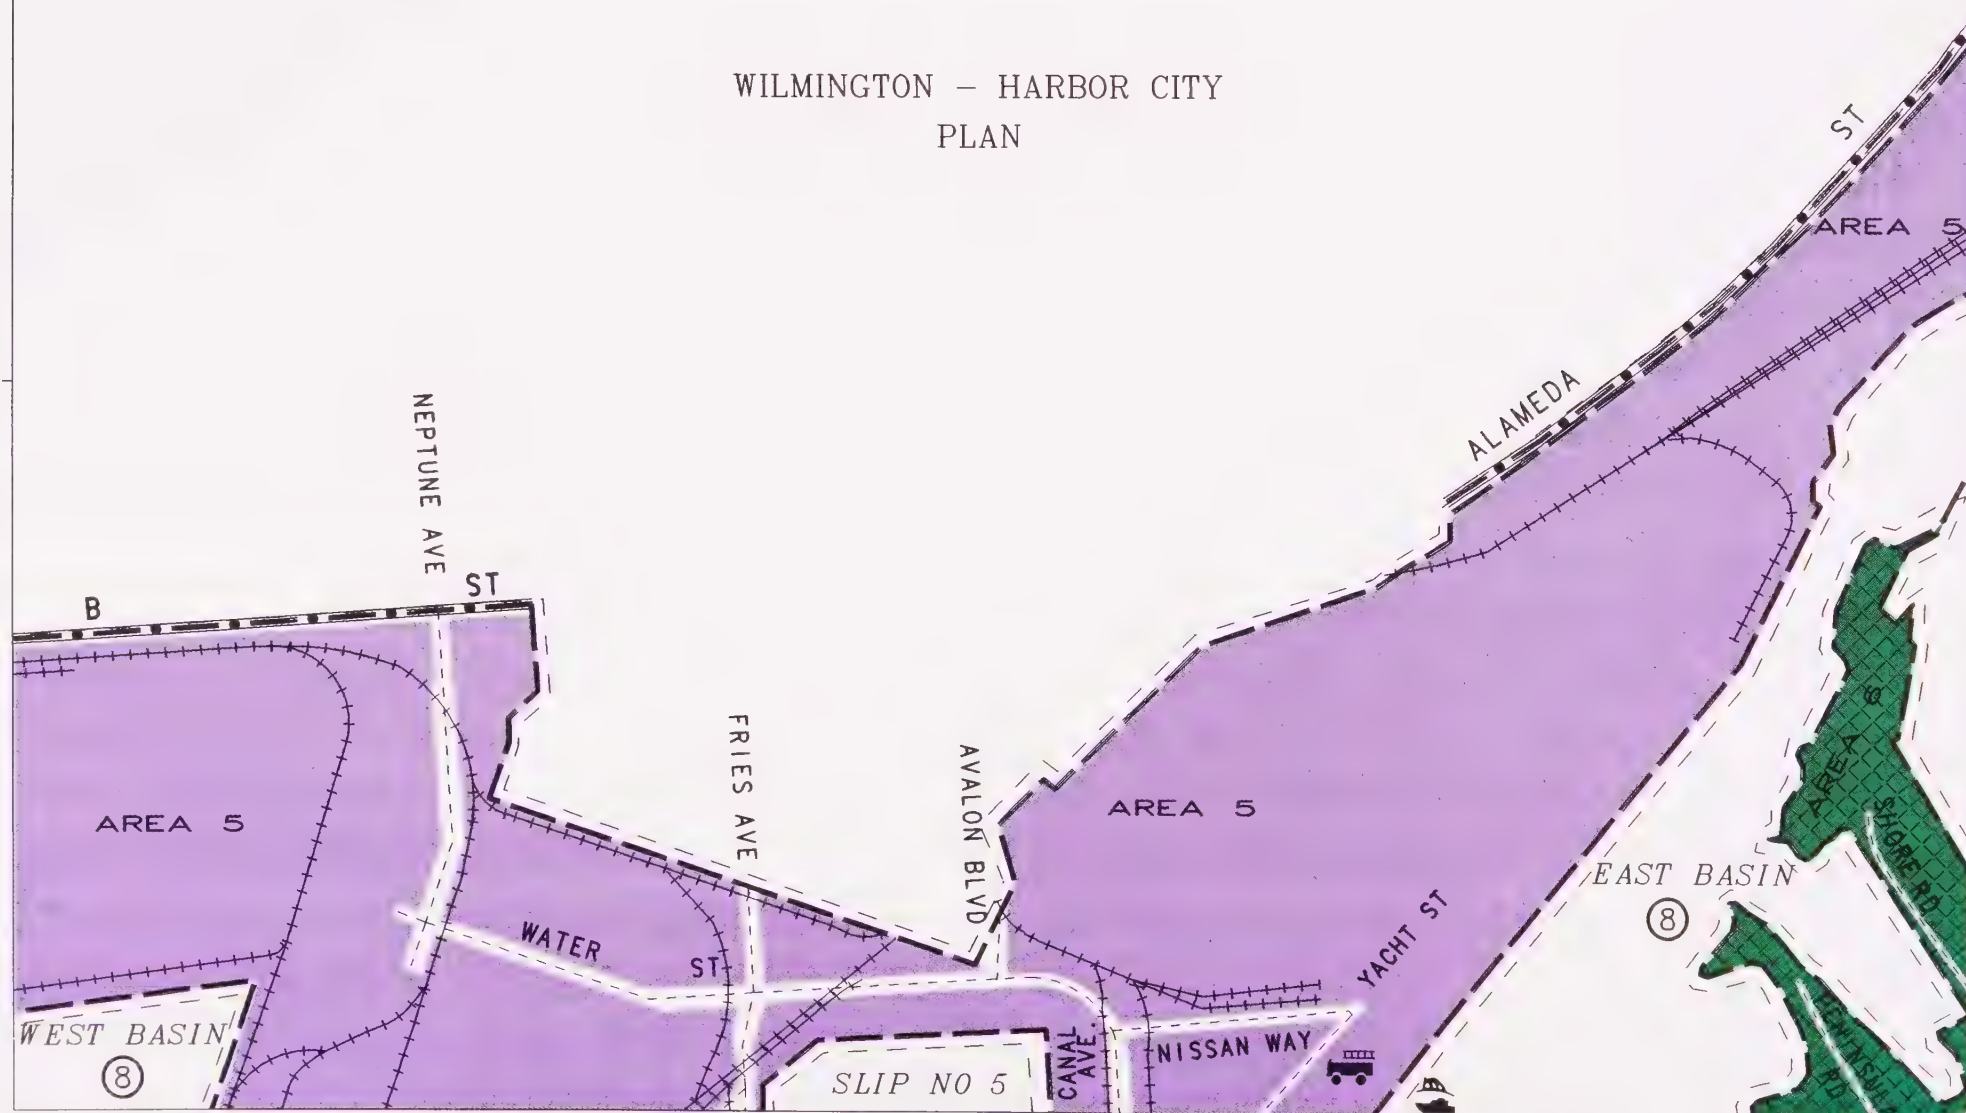 WILMINGTON – HARBOR CITY
PLAN
ST
AREA 5
ALAMEDA
NEPTUNE AVE
B
ST
AREA 6
FRIES AVE
AVALON BLVD
AREA 5
AREA 5
SHORE RD
EAST BASIN
8
YACHT ST
WATER
ST
WEST BASIN
8
CANAL
AVE.
NISSAN WAY
SLIP NO 5
RD